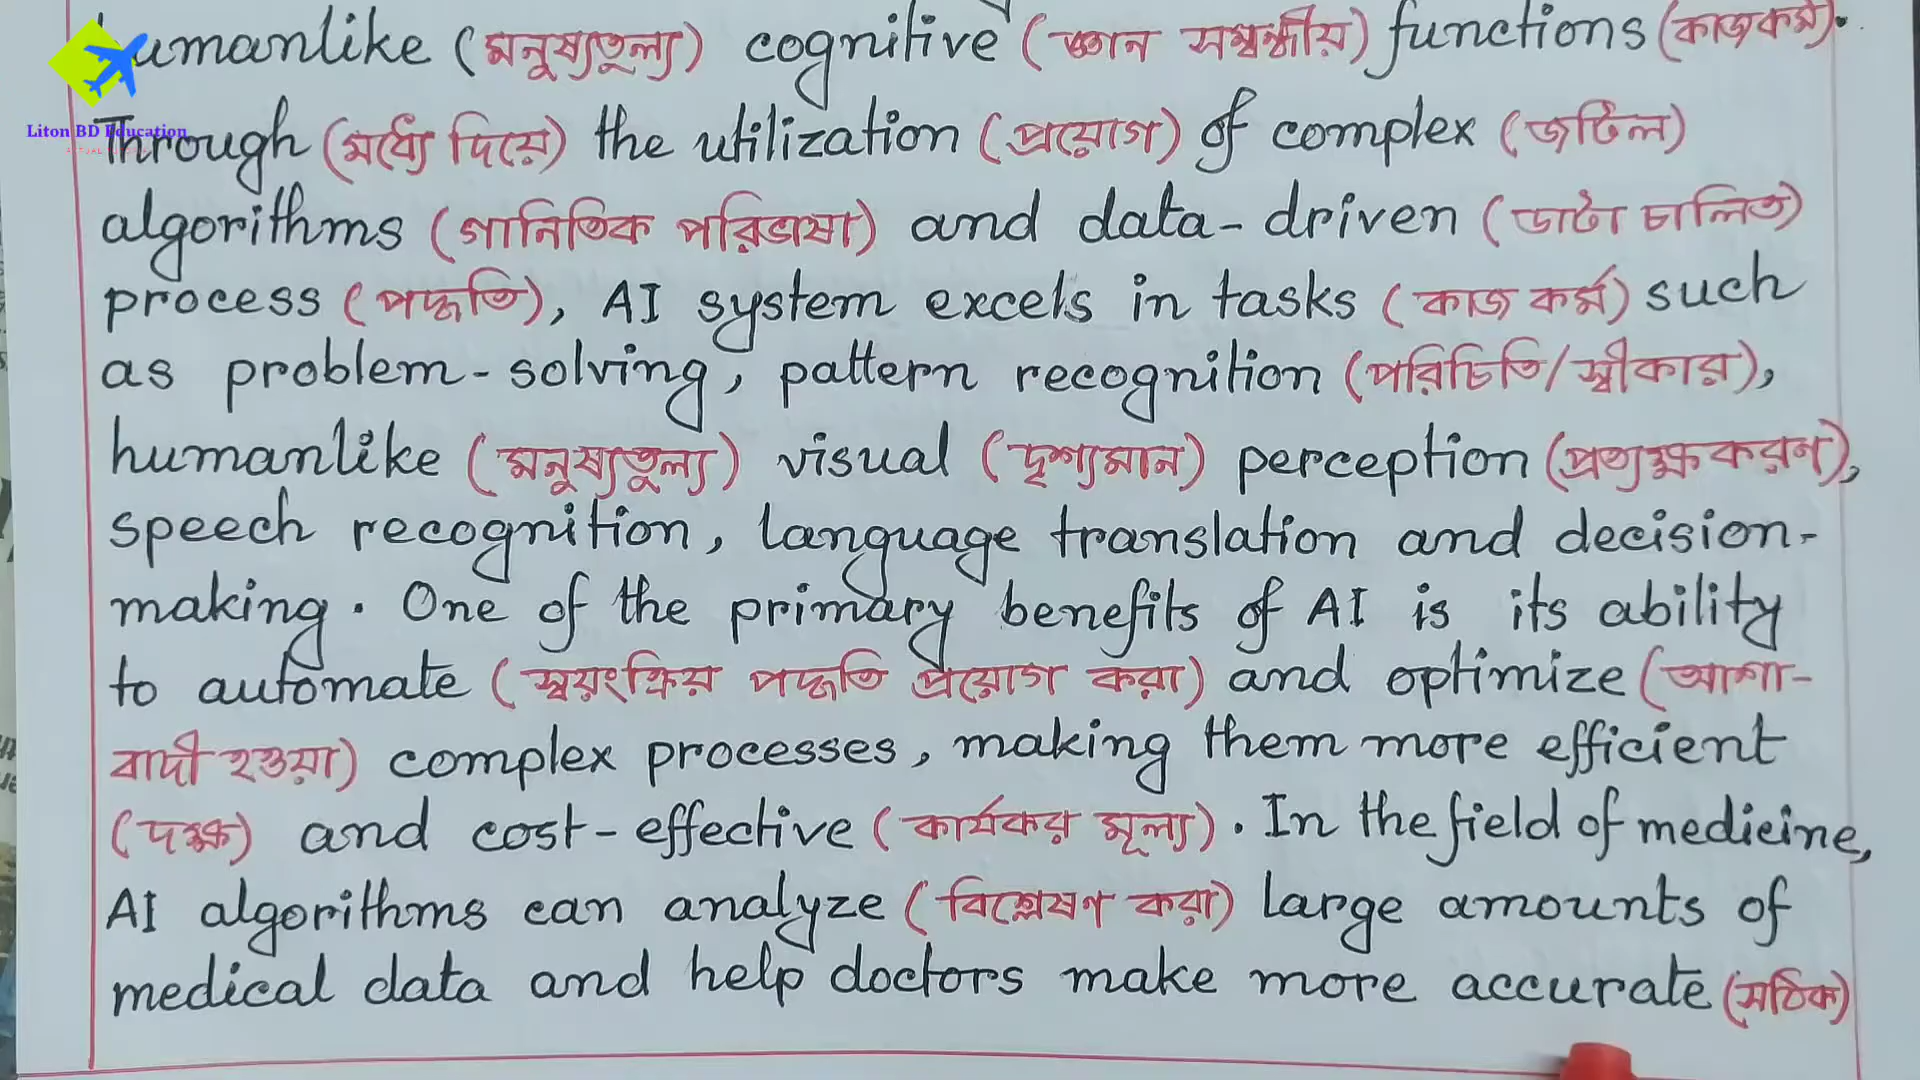 humanlike (মনুষ্যতুল্য) cognitive (জ্ঞান সম্বন্ধীয়) functions (কাজকর্ম).
Liton BD Education
Through (মধ্যে দিয়ে) the utilization (প্রয়োগ) of complex (জটিল)
algorithms (গানিতিক পরিভাষা) and data-driven (ডাটা চালিত)
process (পদ্ধতি), AI system excels in tasks (কাজ কর্ম) such
as problem-solving, pattern recognition (পরিচিতি/স্বীকার),
humanlike (মনুষ্যতুল্য) visual (দৃশ্যমান) perception (প্রত্যক্ষকরণ),
speech recognition, language translation and decision-
making. One of the primary benefits of AI is its ability
to automate (স্বয়ংক্রিয় পদ্ধতি প্রয়োগ করা) and optimize (আশা-
বাদী হওয়া) complex processes, making them more efficient
(দক্ষ) and cost-effective (কার্যকর মূল্য). In the field of medicine,
AI algorithms can analyze (বিশ্লেষণ করা) large amounts of
medical data and help doctors make more accurate (সঠিক)